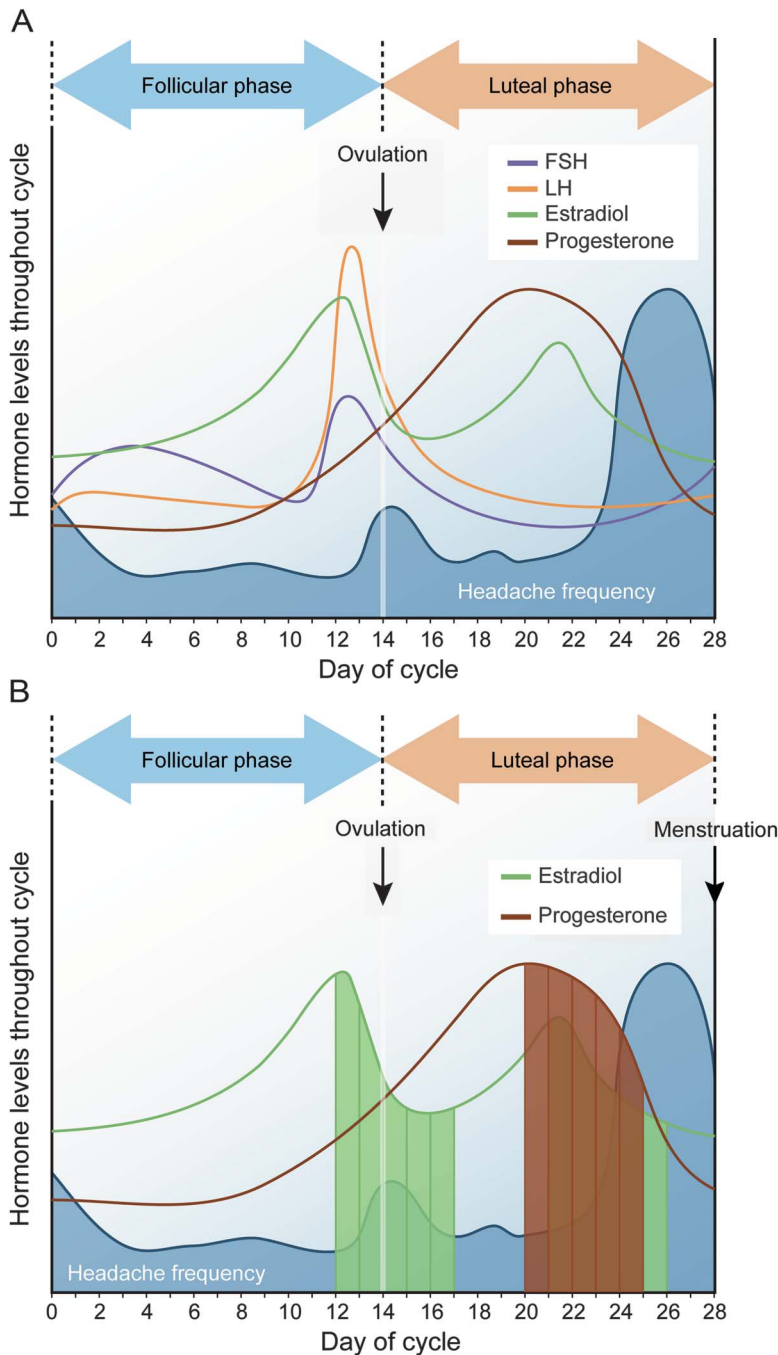 A
Follicular phase
Luteal phase
Ovulation
FSH
LH
Estradiol
Progesterone
Hormone levels throughout cycle
Headache frequency
0 2 4 6 8 10 12 14 16 18 20 22 24 26 28
Day of cycle
B
Follicular phase
Luteal phase
Ovulation
Menstruation
Estradiol
Progesterone
Hormone levels throughout cycle
Headache frequency
0 2 4 6 8 10 12 14 16 18 20 22 24 26 28
Day of cycle